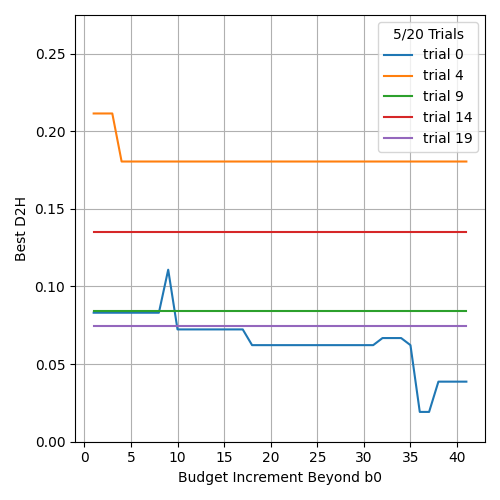 5/20 Trials
trial 0
trial 4
trial 9
trial 14
trial 19
Best D2H
0.25
0.20
0.15
0.10
0.05
0.00
0 5 10 15 20 25 30 35 40
Budget Increment Beyond b0